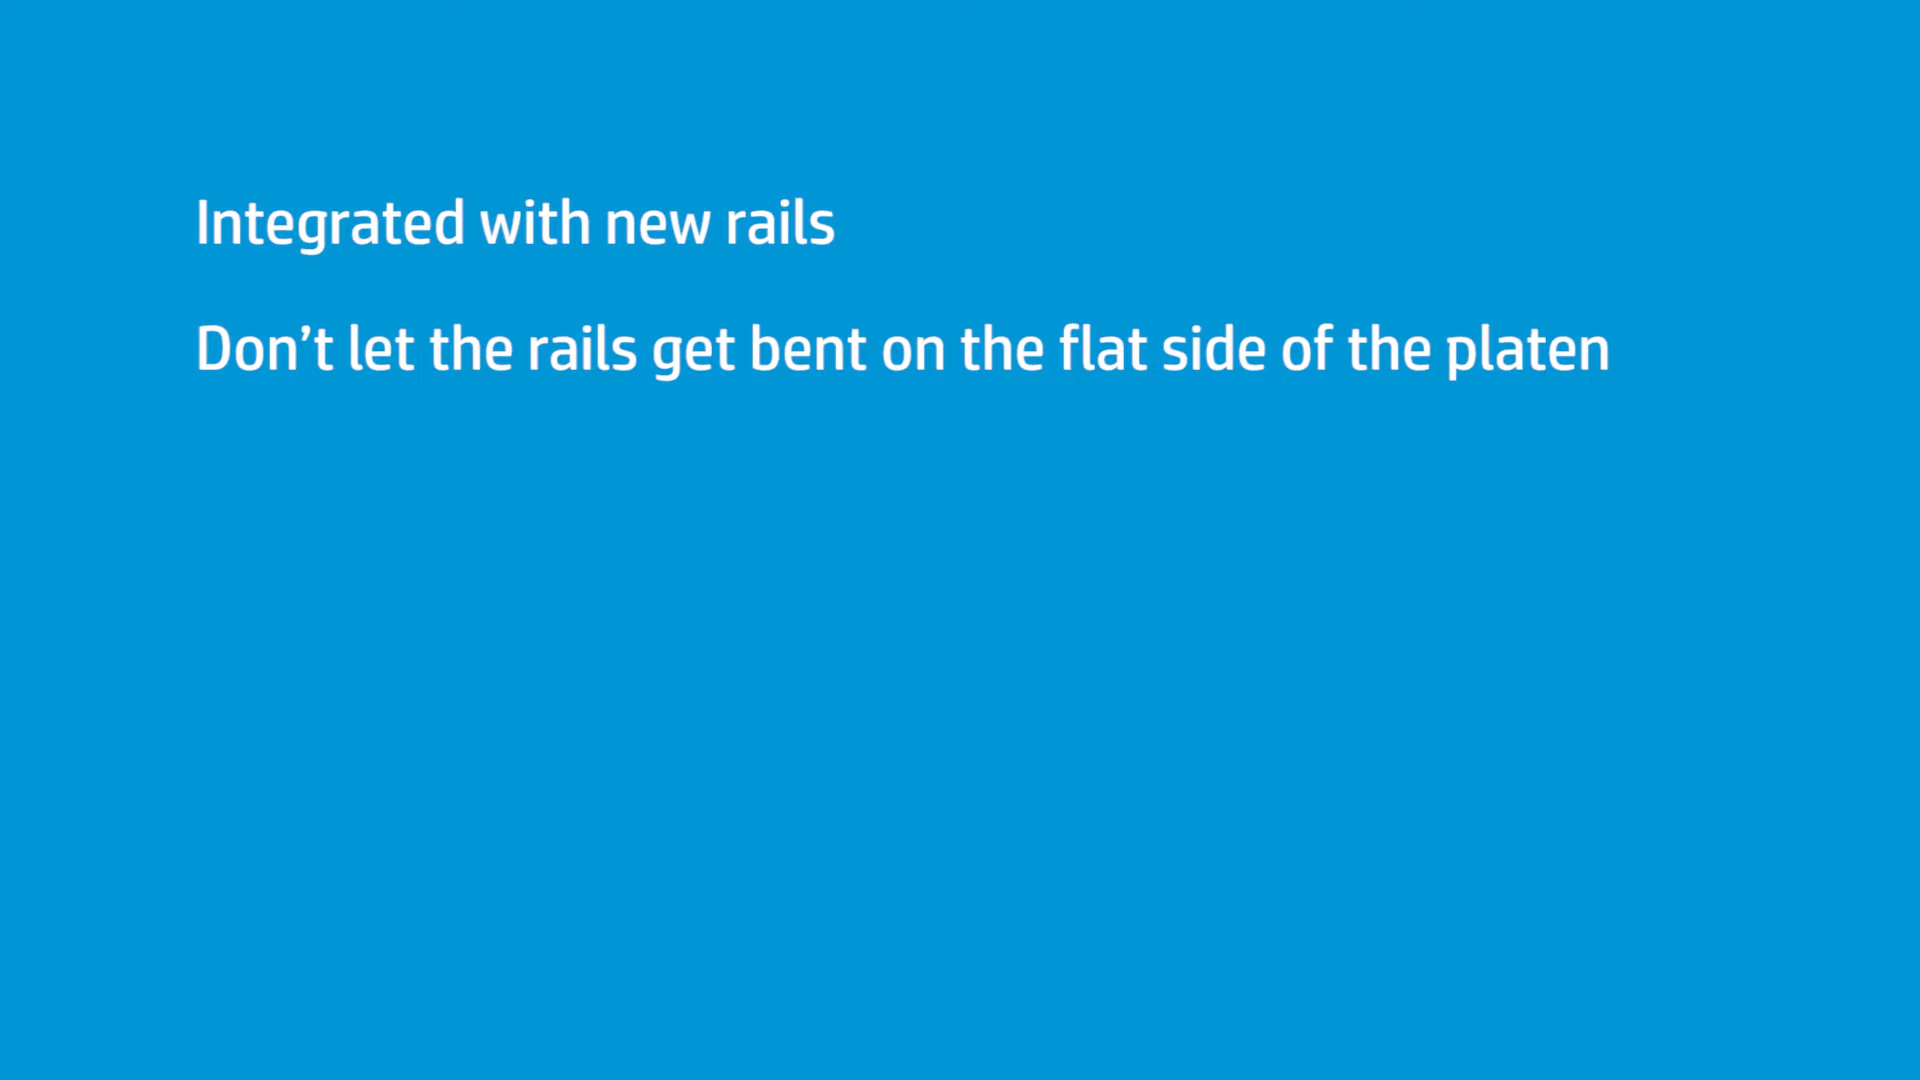 Integrated with new rails
Don’t let the rails get bent on the flat side of the platen